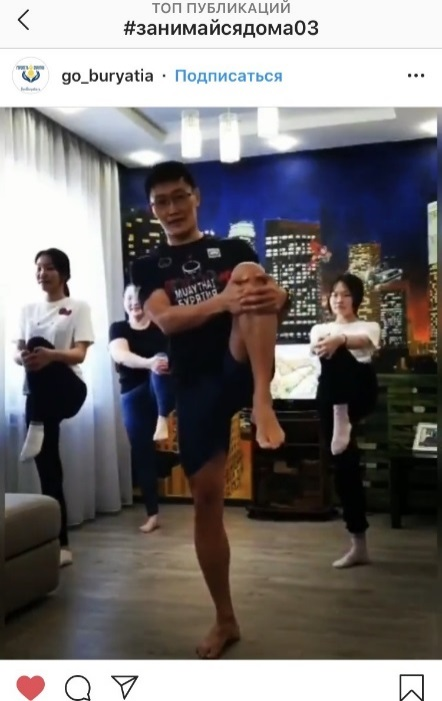 ТОП ПУБЛИКАЦИЙ
#занимайсядома03
go_buryatia · Подписаться
MUAYTHAI